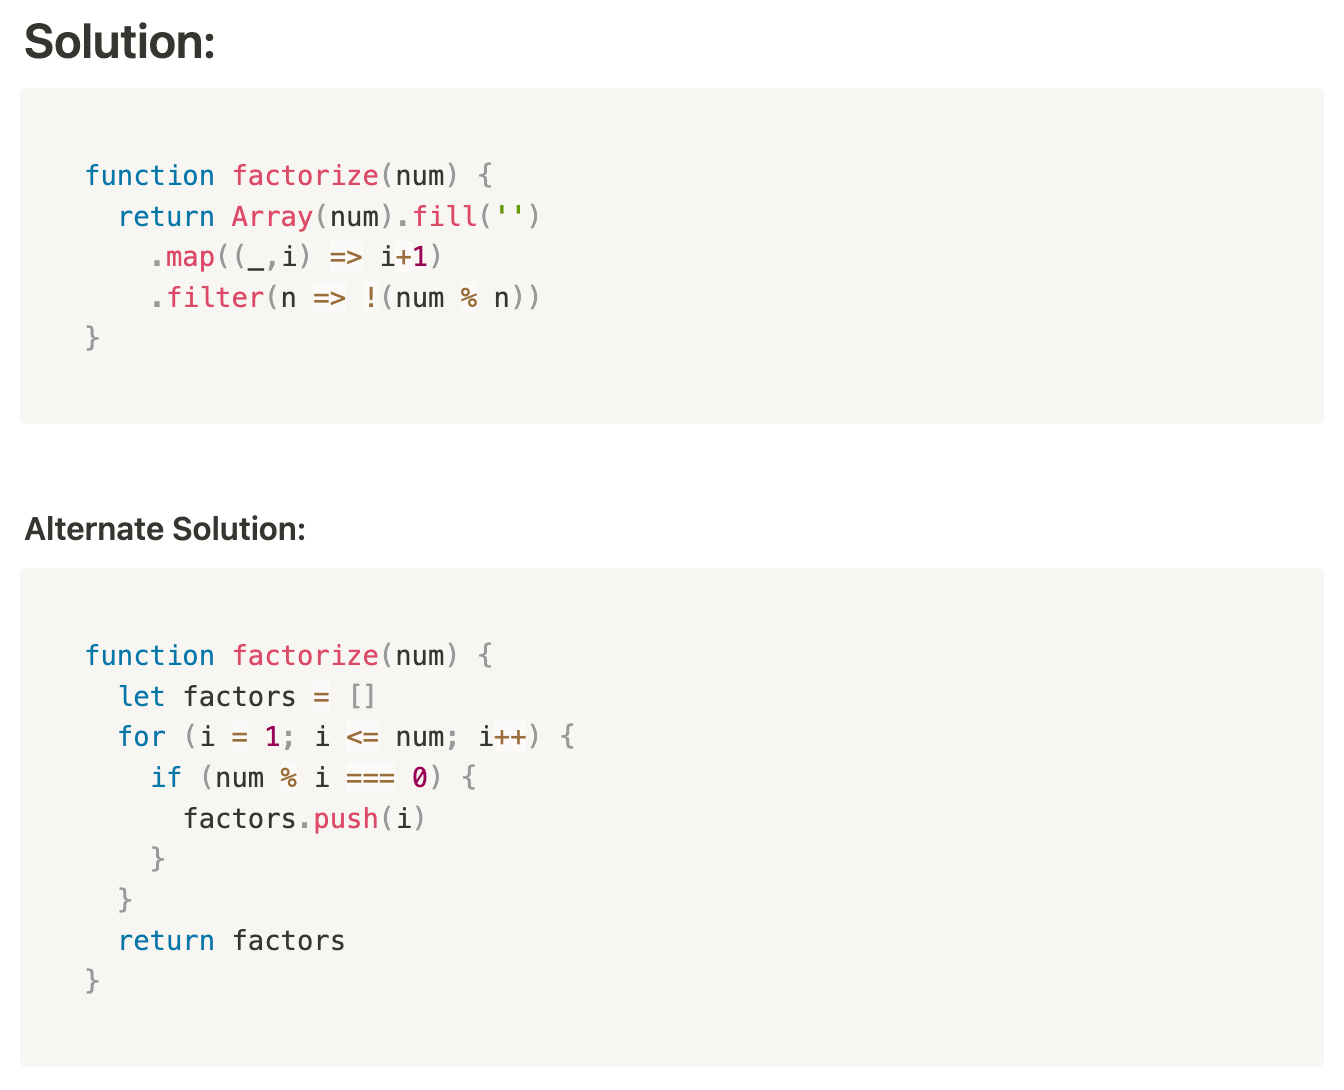 Solution:
function factorize(num) {
  return Array(num).fill('')
    .map((_,i) => i+1)
    .filter(n => !(num % n))
}
Alternate Solution:
function factorize(num) {
  let factors = []
  for (i = 1; i <= num; i++) {
    if (num % i === 0) {
      factors.push(i)
    }
  }
  return factors
}